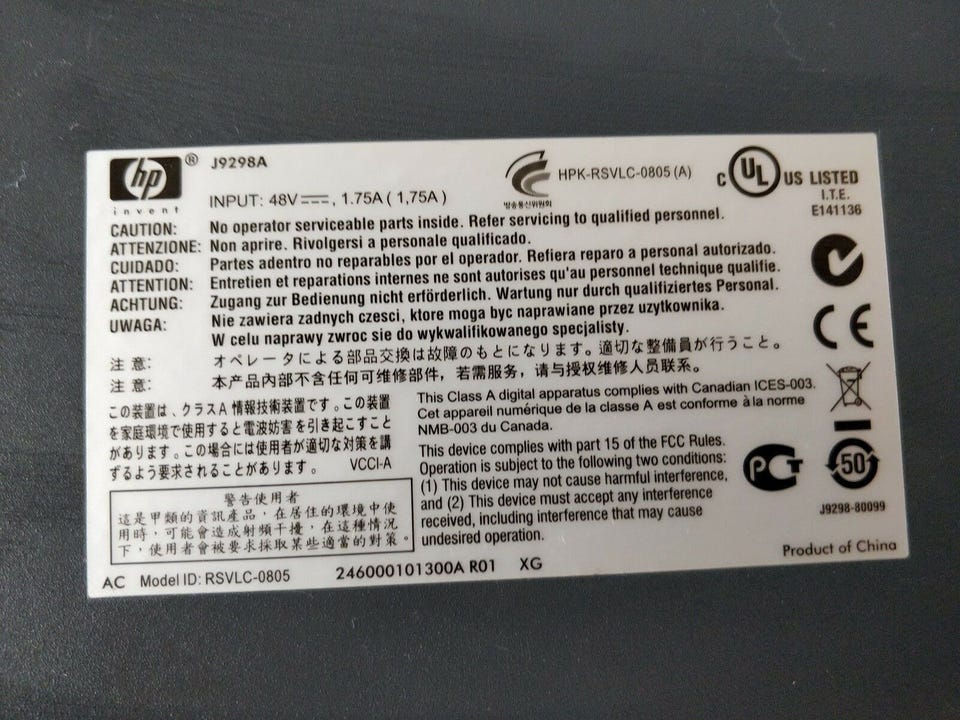 hp ® J9298A
invent
INPUT: 48V⎓, 1.75A ( 1,75A )
방송통신위원회
HPK-RSVLC-0805 (A)
C UL US LISTED
I.T.E.
E141136
CAUTION: No operator serviceable parts inside. Refer servicing to qualified personnel.
ATTENZIONE: Non aprire. Rivolgersi a personale qualificado.
CUIDADO: Partes adentro no reparables por el operador. Refiera reparo a personal autorizado.
ATTENTION: Entretien et reparations internes ne sont autorises qu'au personnel technique qualifie.
ACHTUNG: Zugang zur Bedienung nicht erförderlich. Wartung nur durch qualifiziertes Personal.
UWAGA: Nie zawiera zadnych czesci, ktore moga byc naprawiane przez uzytkownika.
W celu naprawy zwroc sie do wykwalifikowanego specjalisty.
注 意: オペレータによる部品交換は故障のもとになります。適切な整備員が行うこと。
注 意: 本产品内部不含任何可维修部件，若需服务，请与授权维修人员联系。
この装置は、クラスA 情報技術装置です。この装置
を家庭環境で使用すると電波妨害を引き起こすこと
があります。この場合には使用者が適切な対策を講
ずるよう要求されることがあります。 VCCI-A
警告使用者
這是甲類的資訊產品，在居住的環境中使
用時，可能會造成射頻干擾，在這種情況
下，使用者會被要求採取某些適當的對策。
This Class A digital apparatus complies with Canadian ICES-003.
Cet appareil numérique de la classe A est conforme à la norme
NMB-003 du Canada.
This device complies with part 15 of the FCC Rules.
Operation is subject to the following two conditions:
(1) This device may not cause harmful interference,
and (2) This device must accept any interference
received, including interference that may cause
undesired operation.
CE
PCT
50
J9298-80099
Product of China
AC Model ID: RSVLC-0805 246000101300A R01 XG